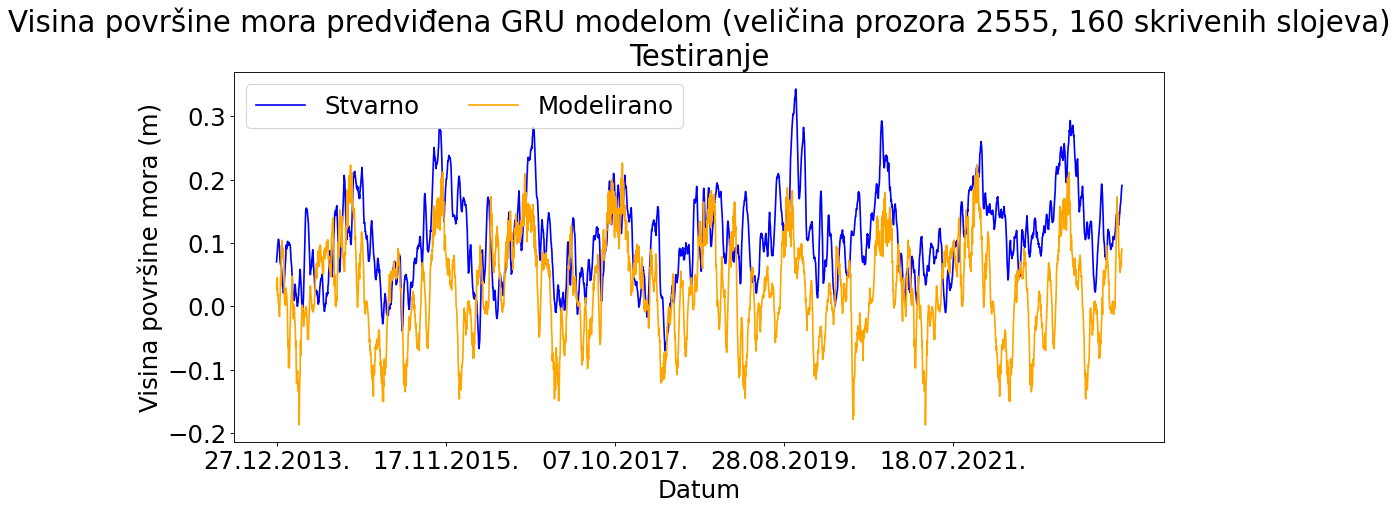 Visina površine mora predviđena GRU modelom (veličina prozora 2555, 160 skrivenih slojeva)
Testiranje
Stvarno Modelirano
Visina površine mora (m)
0.3
0.2
0.1
0.0
−0.1
−0.2
27.12.2013. 17.11.2015. 07.10.2017. 28.08.2019. 18.07.2021.
Datum